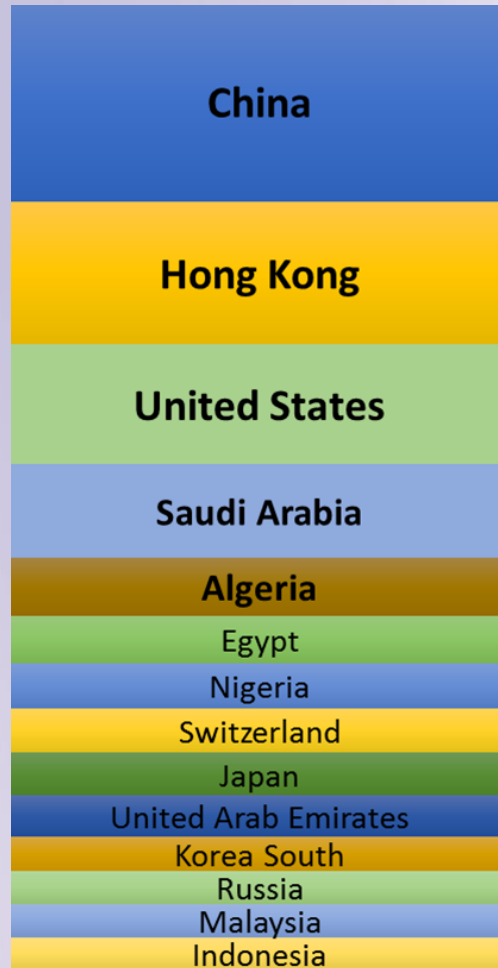 China
Hong Kong
United States
Saudi Arabia
Algeria
Egypt
Nigeria
Switzerland
Japan
United Arab Emirates
Korea South
Russia
Malaysia
Indonesia